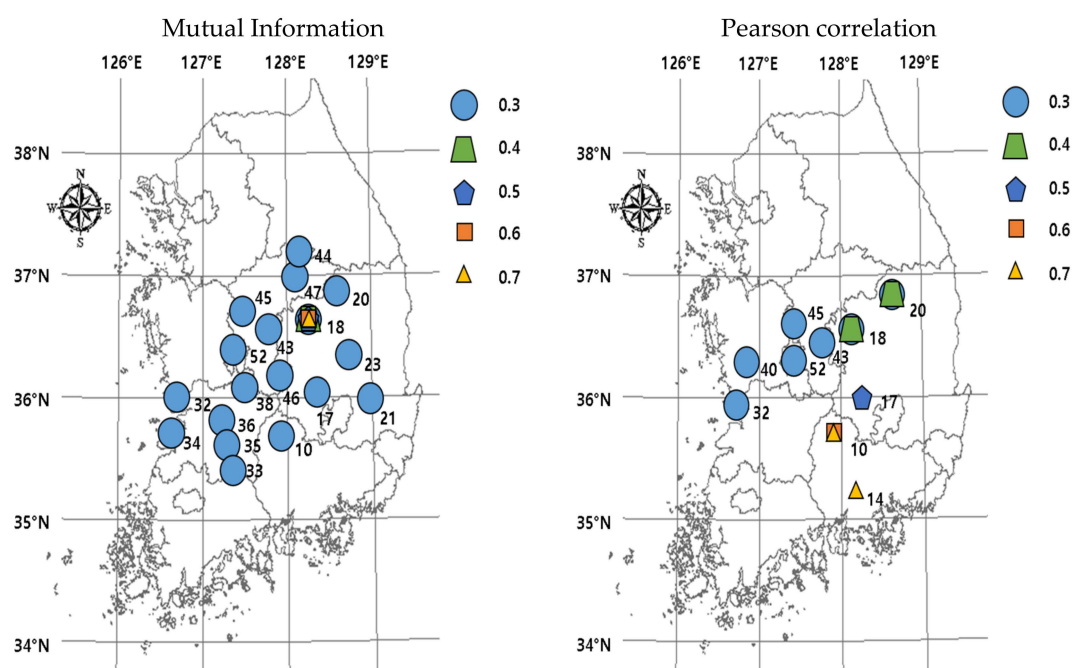 Mutual Information
Pearson correlation
126°E 127°E 128°E 129°E
126°E 127°E 128°E 129°E
0.3
0.4
0.5
0.6
0.7
0.3
0.4
0.5
0.6
0.7
38°N
37°N
36°N
35°N
34°N
38°N
37°N
36°N
35°N
34°N
N
W E
S
N
W E
S
44
47
20
45
18
43
52
23
38
46
17
21
32
36
34
35
10
33
20
45
18
43
40
52
32
17
10
14